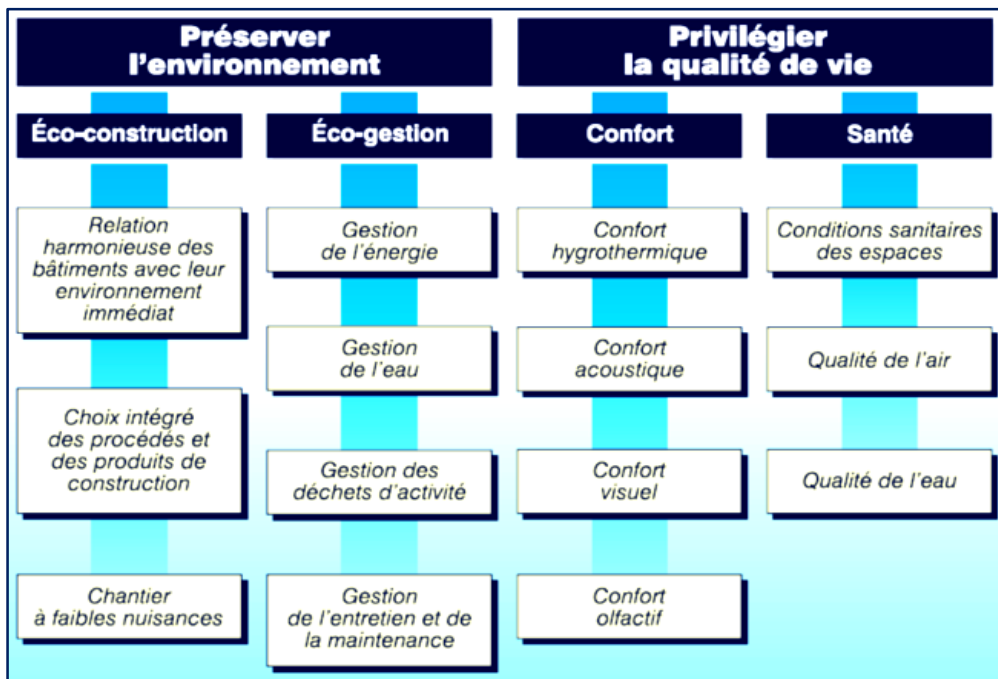 Préserver
l'environnement
Privilégier
la qualité de vie
Éco-construction
Éco-gestion
Confort
Santé
Relation
harmonieuse des
bâtiments avec leur
environnement
immédiat
Choix intégré
des procédés et
des produits de
construction
Chantier
à faibles nuisances
Gestion
de l'énergie
Gestion
de l'eau
Gestion des
déchets d'activité
Gestion
de l'entretien et de
la maintenance
Confort
hygrothermique
Confort
acoustique
Confort
visuel
Confort
olfactif
Conditions sanitaires
des espaces
Qualité de l'air
Qualité de l'eau